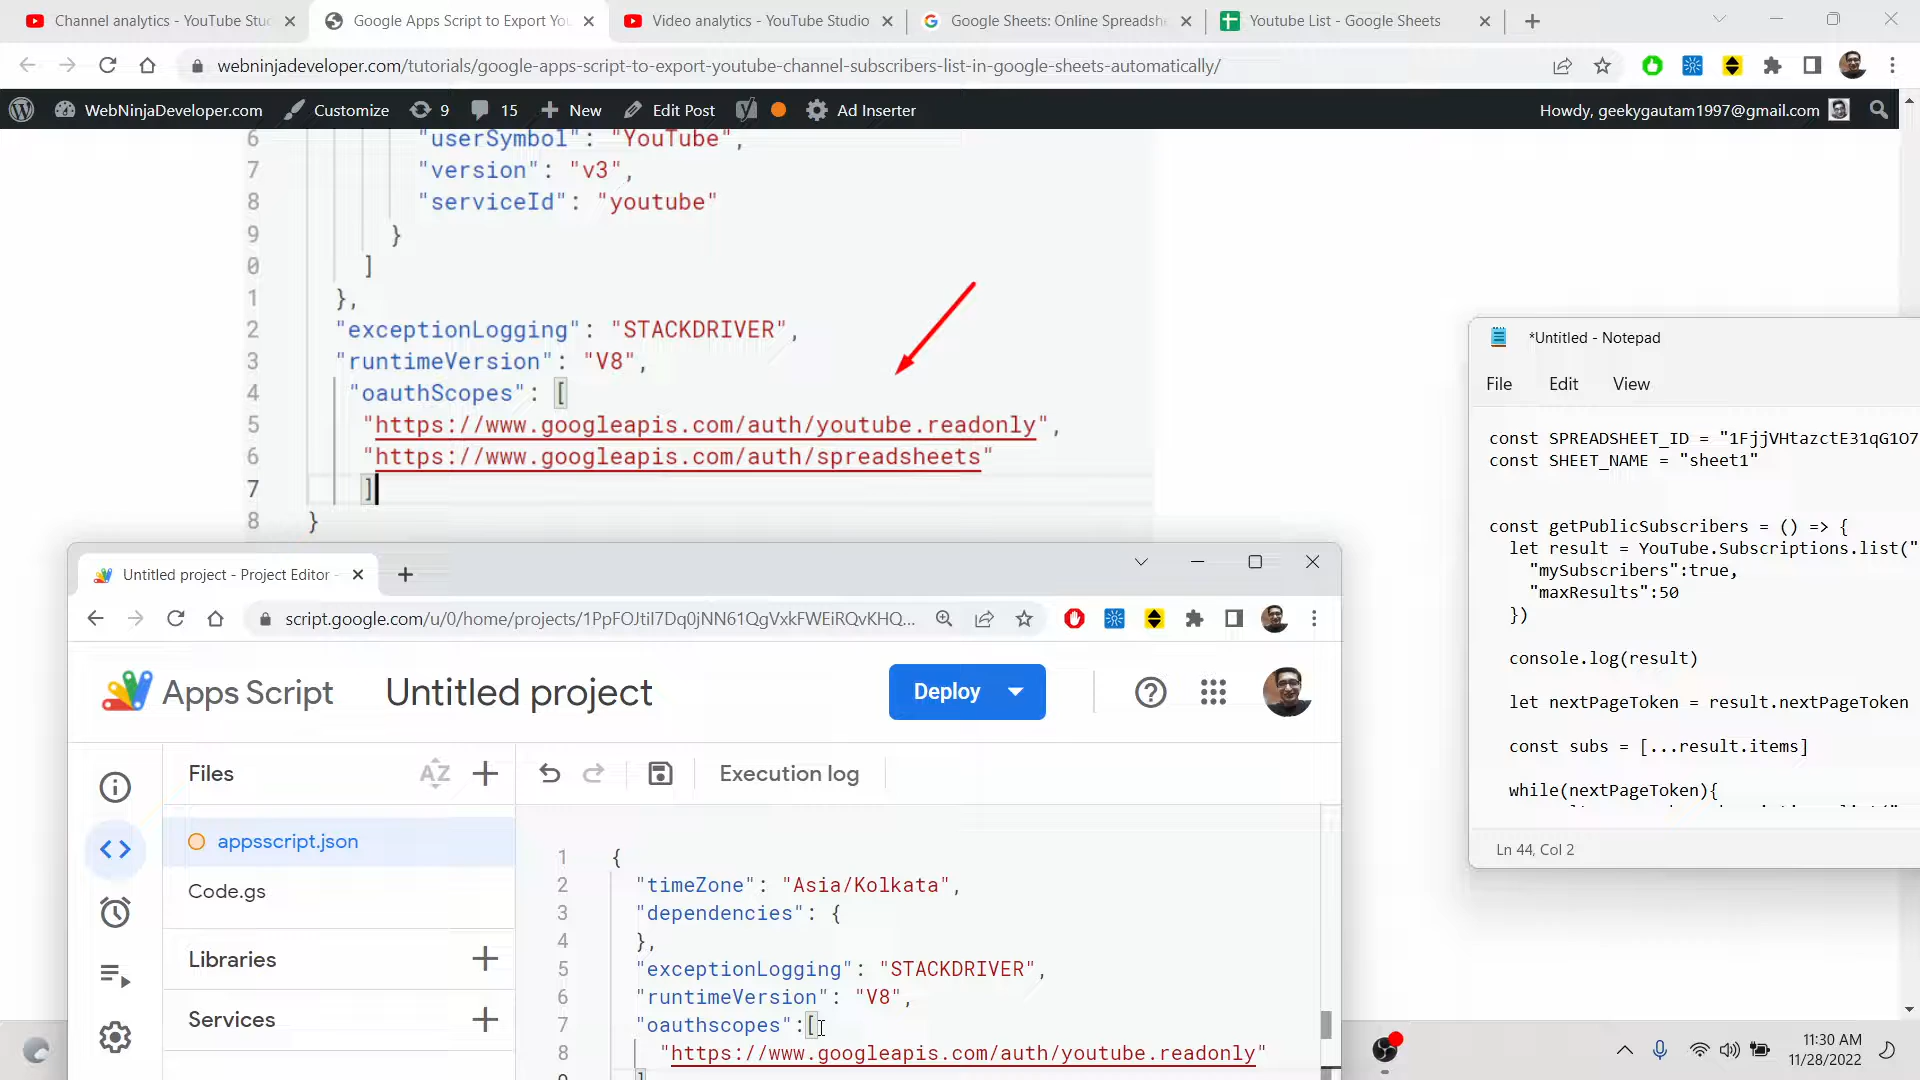 Channel analytics - YouTube Stu
Google Apps Script to Export You
Video analytics - YouTube Studio
Google Sheets: Online Spreadshe
Youtube List - Google Sheets
webninjadeveloper.com/tutorials/google-apps-script-to-export-youtube-channel-subscribers-list-in-google-sheets-automatically/
WebNinjaDeveloper.com
Customize
9
15
New
Edit Post
Ad Inserter
Howdy, geekygautam1997@gmail.com
6 "userSymbol": "YouTube",
7 "version": "v3",
8 "serviceId": "youtube"
9 }
0 ]
1 },
2 "exceptionLogging": "STACKDRIVER",
3 "runtimeVersion": "V8",
4 "oauthScopes": [
5 "https://www.googleapis.com/auth/youtube.readonly",
6 "https://www.googleapis.com/auth/spreadsheets"
7 ]
8 }
*Untitled - Notepad
File Edit View
const SPREADSHEET_ID = "1FjjVHtazctE31qG1O7
const SHEET_NAME = "sheet1"
const getPublicSubscribers = () => {
let result = YouTube.Subscriptions.list("
"mySubscribers":true,
"maxResults":50
})
console.log(result)
let nextPageToken = result.nextPageToken
const subs = [...result.items]
while(nextPageToken){
Ln 44, Col 2
Untitled project - Project Editor -
script.google.com/u/0/home/projects/1PpFOJtiI7Dq0jNN61QgVxkFWEiRQvKHQ...
Apps Script
Untitled project
Deploy
Files
AZ
Execution log
appsscript.json
Code.gs
Libraries
Services
1 {
2 "timeZone": "Asia/Kolkata",
3 "dependencies": {
4 },
5 "exceptionLogging": "STACKDRIVER",
6 "runtimeVersion": "V8",
7 "oauthscopes":[
8 "https://www.googleapis.com/auth/youtube.readonly"
11:30 AM
11/28/2022